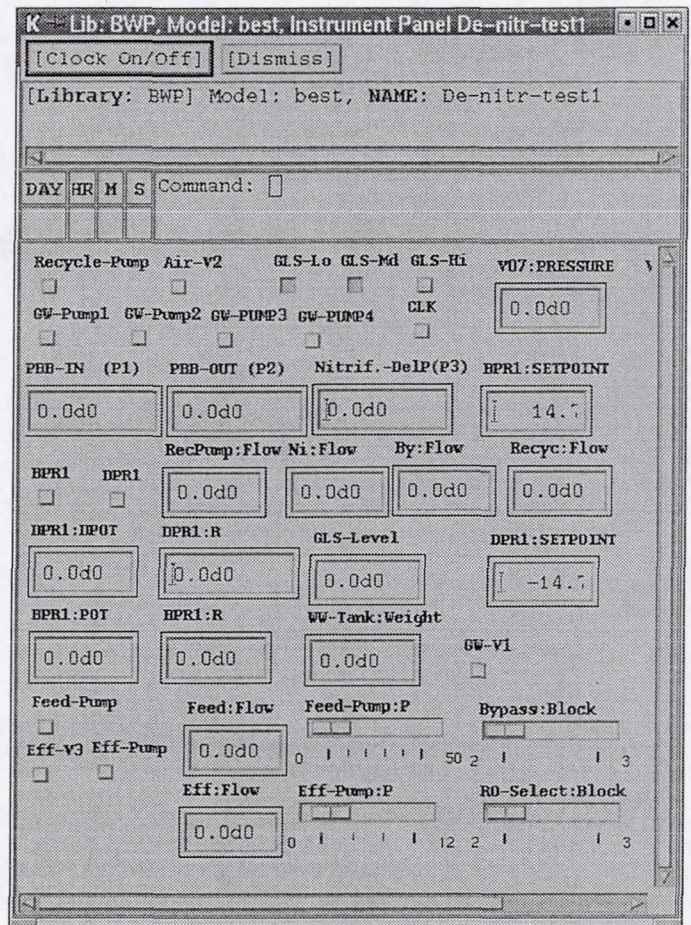 K Lib: BWP, Model: best, Instrument Panel De-nitr-test1
[Clock On/Off] [Dismiss]
[Library: BWP] Model: best, NAME: De-nitr-test1
DAY HR M S Command:
Recycle-Pump Air-V2 GLS-Lo GLS-Md GLS-Hi V07:PRESSURE
0.0d0
GW-Pump1 GW-Pump2 GW-PUMP3 GW-PUMP4 CLK
PBB-IN (P1) PBB-OUT (P2) Nitrif.-DelP(P3) BPR1:SETPOINT
0.0d0 0.0d0 0.0d0 14.7
RecPump:Flow Ni:Flow By:Flow Recyc:Flow
BPR1 DPR1
0.0d0 0.0d0 0.0d0 0.0d0
DPR1:DPOT DPR1:R GLS-Level DPR1:SETPOINT
0.0d0 0.0d0 0.0d0 -14.7
BPR1:POT BPR1:R WW-Tank:Weight
0.0d0 0.0d0 0.0d0
GW-V1
Feed-Pump Feed:Flow Feed-Pump:P Bypass:Block
Eff-V3 Eff-Pump 0.0d0 0 50 2 3
Eff:Flow Eff-Pump:P RO-Select:Block
0.0d0 0 12 2 3